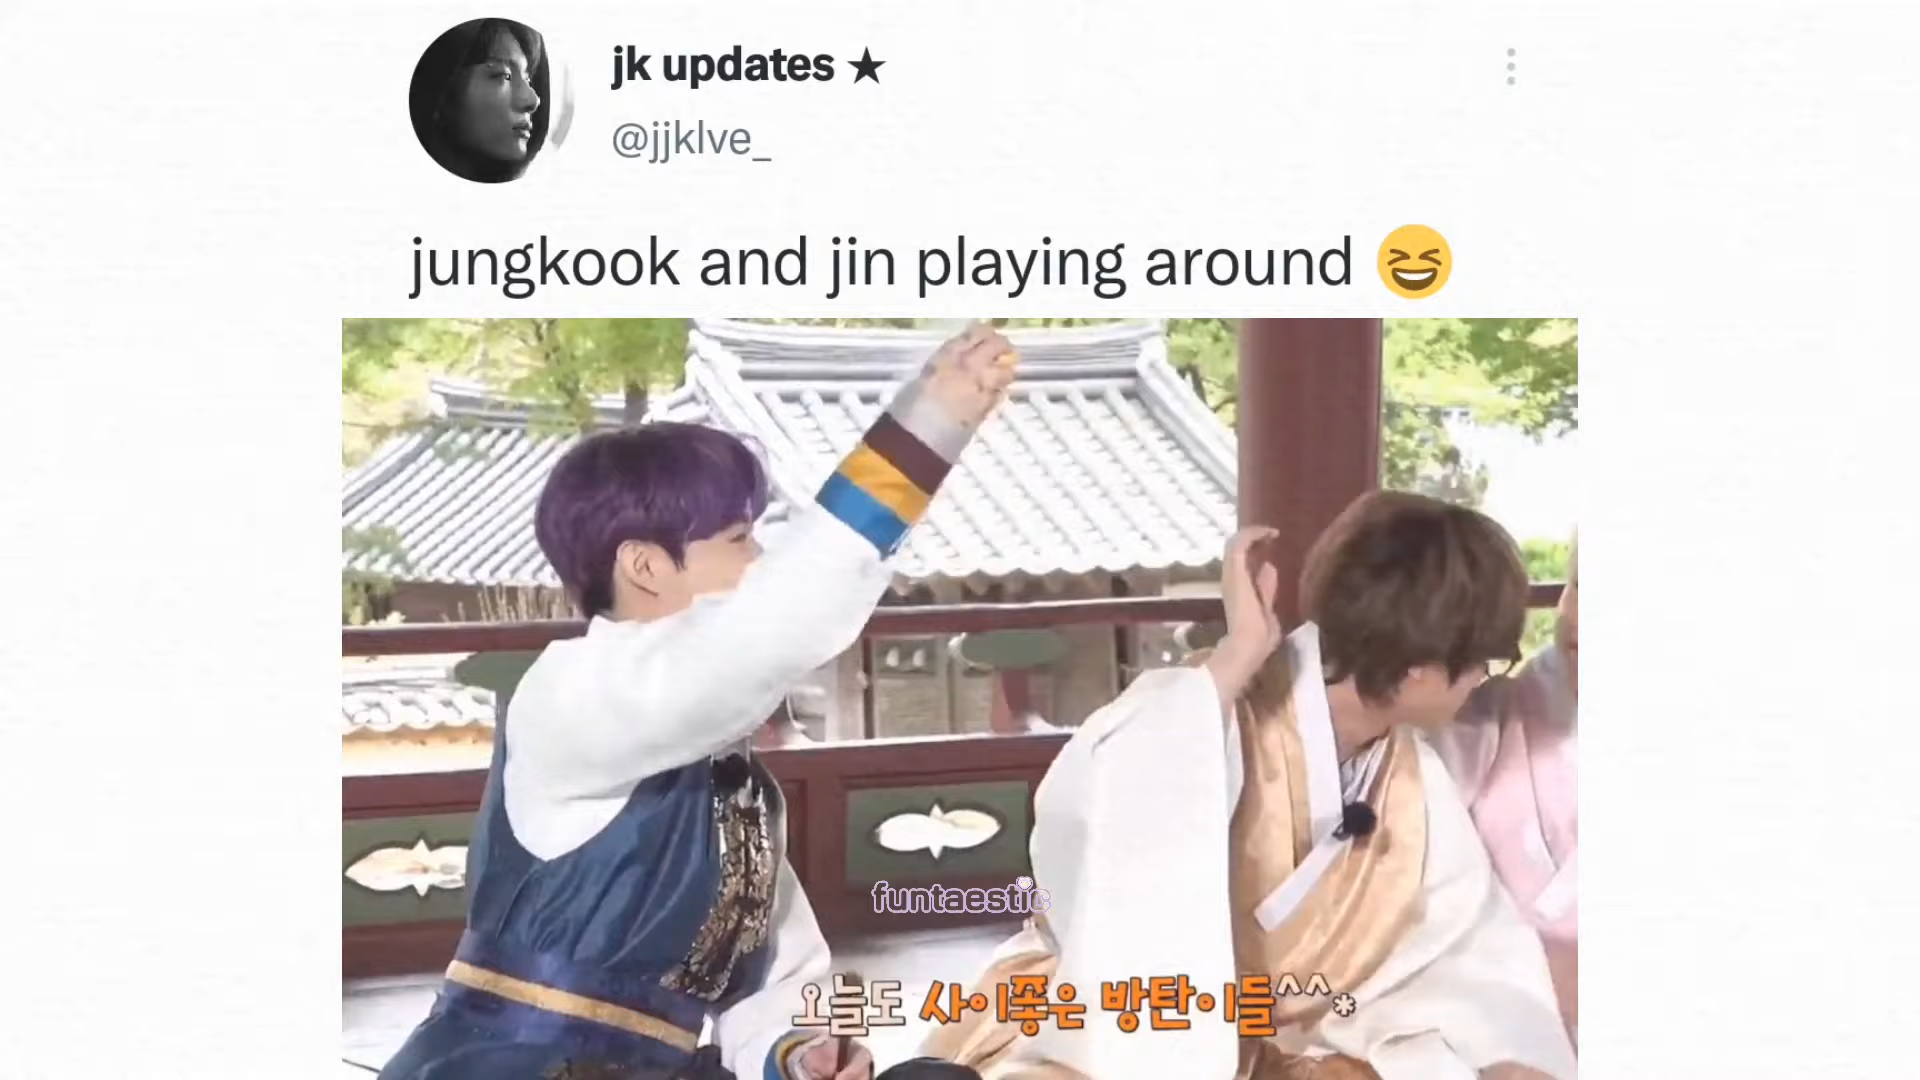 jk updates ★
@jjklve_
jungkook and jin playing around 😆
funtaestic
오늘도 사이좋은 방탄이들^^*